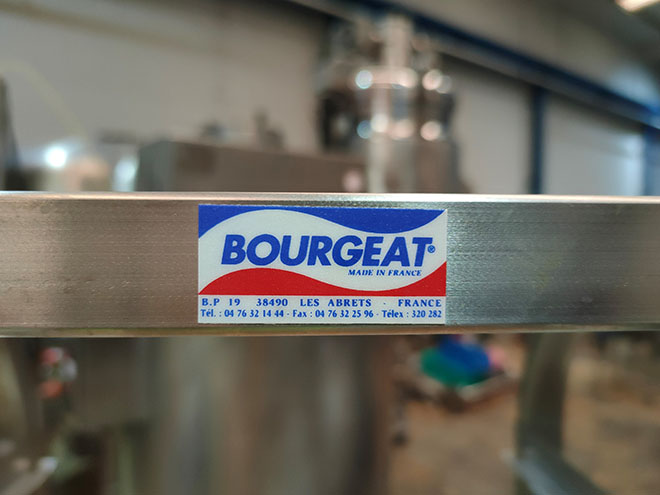 BOURGEAT®
MADE IN FRANCE
B.P 19 38490 LES ABRETS - FRANCE
Tél. : 04 76 32 14 44 - Fax : 04 76 32 25 96 - Télex : 320 282